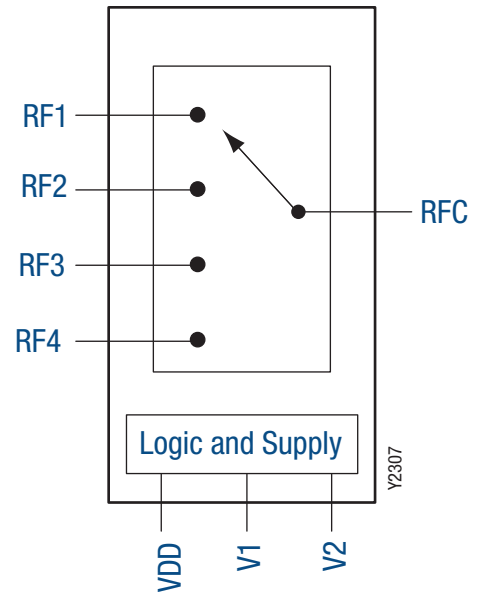 RF1
RF2
RFC
RF3
RF4
Logic and Supply
Y2307
VDD
V1
V2